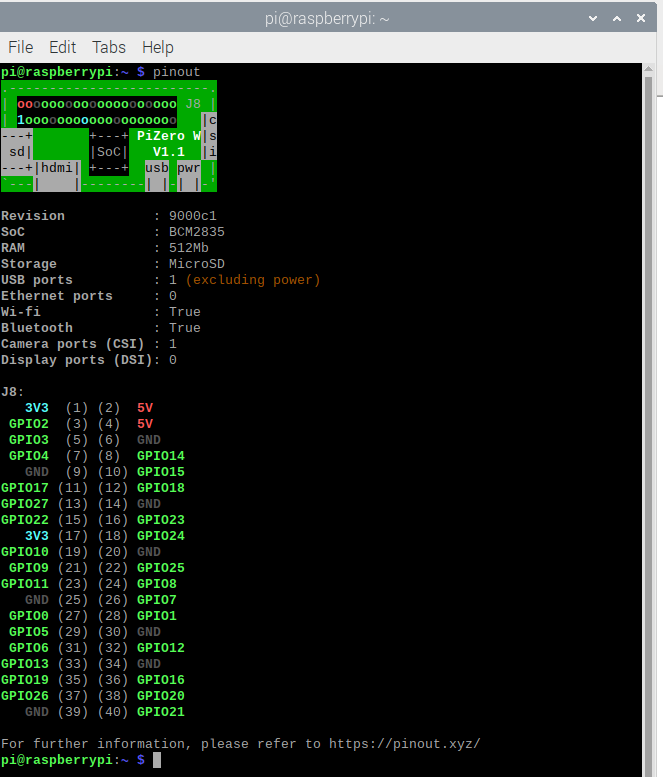 pi@raspberrypi: ~
File Edit Tabs Help
pi@raspberrypi:~ $ pinout
.-------------------------.
| oooooooooooooooooooo J8 |
| 1ooooooooooooooooooo   |c
---+       +---+ PiZero W|s
 sd|       |SoC|   V1.1  |i
---+|hdmi| +---+  usb pwr |
`---|    |--------| |-| |-'
Revision           : 9000c1
SoC                : BCM2835
RAM                : 512Mb
Storage            : MicroSD
USB ports          : 1 (excluding power)
Ethernet ports     : 0
Wi-fi              : True
Bluetooth          : True
Camera ports (CSI) : 1
Display ports (DSI): 0
J8:
   3V3  (1) (2)  5V
 GPIO2  (3) (4)  5V
 GPIO3  (5) (6)  GND
 GPIO4  (7) (8)  GPIO14
   GND  (9) (10) GPIO15
GPIO17 (11) (12) GPIO18
GPIO27 (13) (14) GND
GPIO22 (15) (16) GPIO23
   3V3 (17) (18) GPIO24
GPIO10 (19) (20) GND
 GPIO9 (21) (22) GPIO25
GPIO11 (23) (24) GPIO8
   GND (25) (26) GPIO7
 GPIO0 (27) (28) GPIO1
 GPIO5 (29) (30) GND
 GPIO6 (31) (32) GPIO12
GPIO13 (33) (34) GND
GPIO19 (35) (36) GPIO16
GPIO26 (37) (38) GPIO20
   GND (39) (40) GPIO21
For further information, please refer to https://pinout.xyz/
pi@raspberrypi:~ $